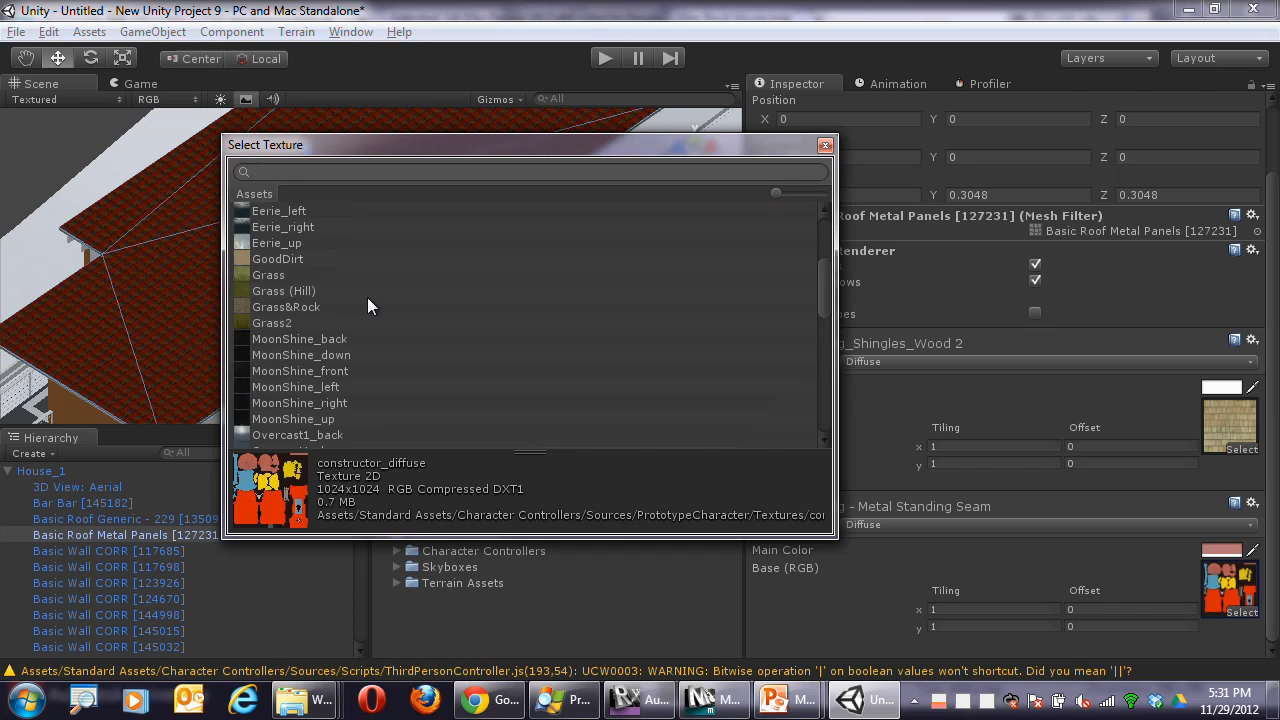 Unity - Untitled - New Unity Project 9 - PC and Mac Standalone*
File Edit Assets GameObject Component Terrain Window Help
Center Local Layers Layout
Scene Game Inspector Animation Profiler
Textured RGB Gizmos All
Position
X 0 Y 0 Z 0
Y 0 Z 0
Y 0.3048 Z 0.3048
Select Texture
Assets
Eerie_left
Eerie_right
Eerie_up
GoodDirt
Grass
Grass (Hill)
Grass&Rock
Grass2
MoonShine_back
MoonShine_down
MoonShine_front
MoonShine_left
MoonShine_right
MoonShine_up
Overcast1_back
constructor_diffuse
Texture 2D
1024x1024 RGB Compressed DXT1
0.7 MB
Assets/Standard Assets/Character Controllers/Sources/PrototypeCharacter/Textures/con
Roof Metal Panels [127231] (Mesh Filter)
Basic Roof Metal Panels [127231]
Renderer
ows
es
g_Shingles_Wood 2
Diffuse
Tiling Offset
x 1 0
y 1 0
Select
g - Metal Standing Seam
Diffuse
Main Color
Base (RGB)
Tiling Offset
x 1 0
y 1 0
Select
Hierarchy
Create All
House_1
3D View: Aerial
Bar Bar [145182]
Basic Roof Generic - 229 [13509
Basic Roof Metal Panels [127231
Basic Wall CORR [117685]
Basic Wall CORR [117698]
Basic Wall CORR [123926]
Basic Wall CORR [124670]
Basic Wall CORR [144998]
Basic Wall CORR [145015]
Basic Wall CORR [145032]
Character Controllers
Skyboxes
Terrain Assets
Assets/Standard Assets/Character Controllers/Sources/Scripts/ThirdPersonController.js(193,54): UCW0003: WARNING: Bitwise operation '|' on boolean values won't shortcut. Did you mean '||'?
W... Go... Pr... Au... M... M... Un...
5:31 PM
11/29/2012